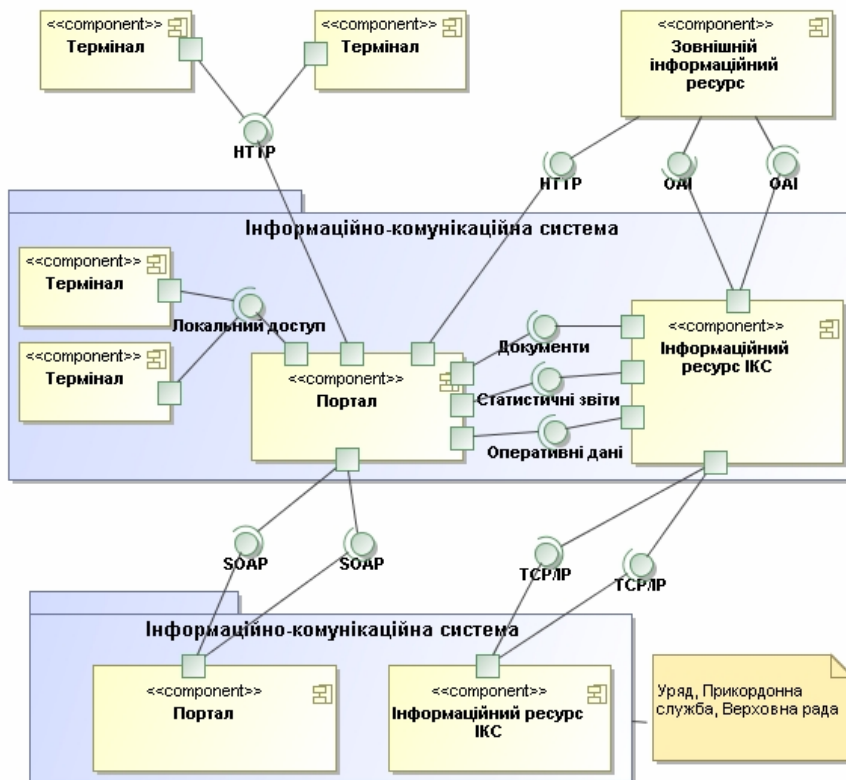 <<component>>
Термінал
<<component>>
Термінал
<<component>>
Зовнішній
інформаційний
ресурс
HTTP
HTTP
OAI
OAI
Інформаційно-комунікаційна система
<<component>>
Термінал
Локальний доступ
<<component>>
Термінал
<<component>>
Портал
Документи
Статистичні звіти
Оперативні дані
<<component>>
Інформаційний
ресурс ІКС
SOAP
SOAP
TCP/IP
TCP/IP
Інформаційно-комунікаційна система
<<component>>
Портал
<<component>>
Інформаційний ресурс
ІКС
Уряд, Прикордонна
служба, Верховна рада